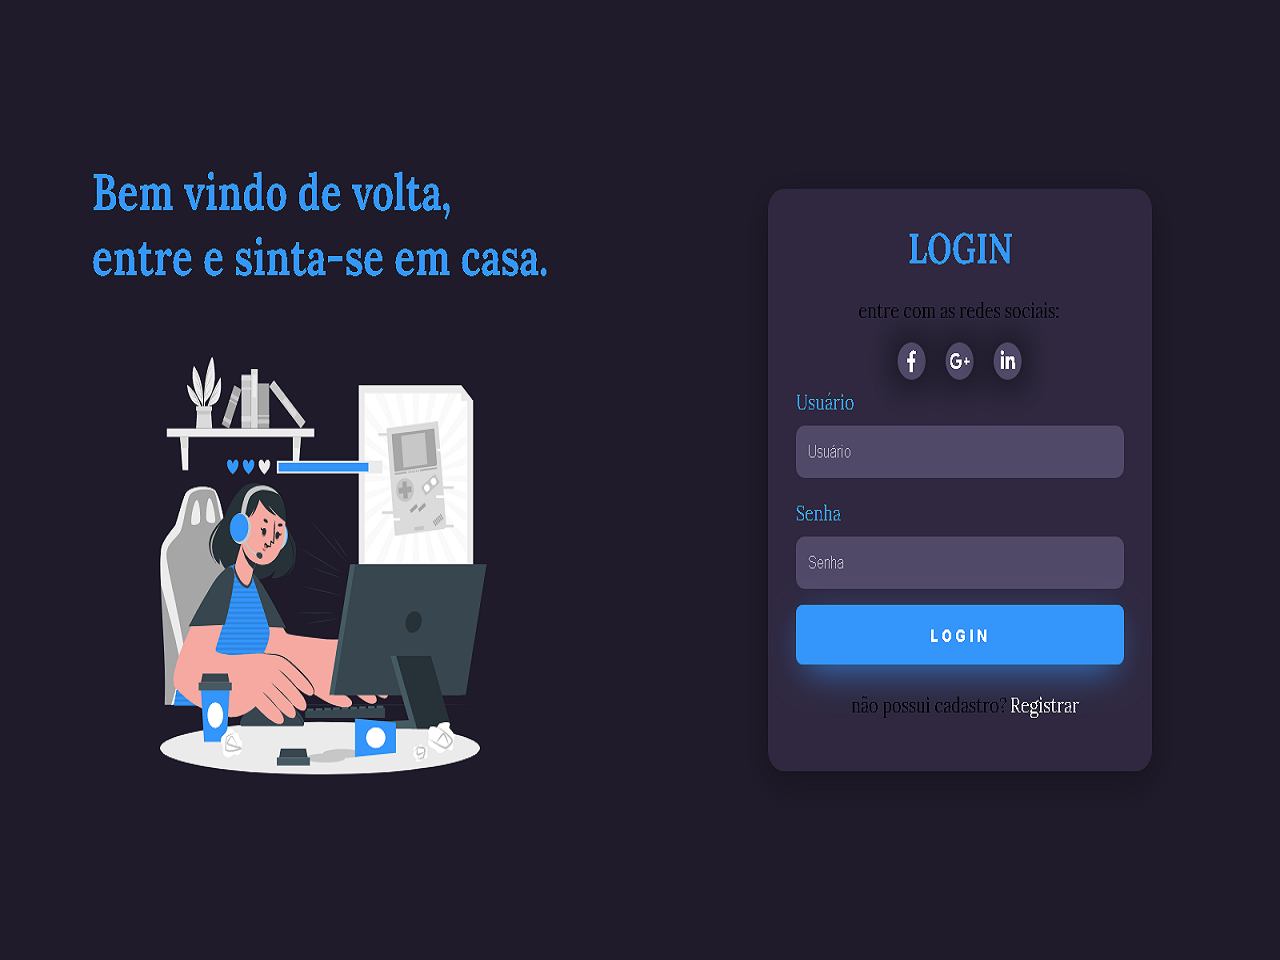 Bem vindo de volta,
entre e sinta-se em casa.
LOGIN
entre com as redes sociais:
f G+ in
Usuário
Usuário
Senha
Senha
LOGIN
não possui cadastro? Registrar